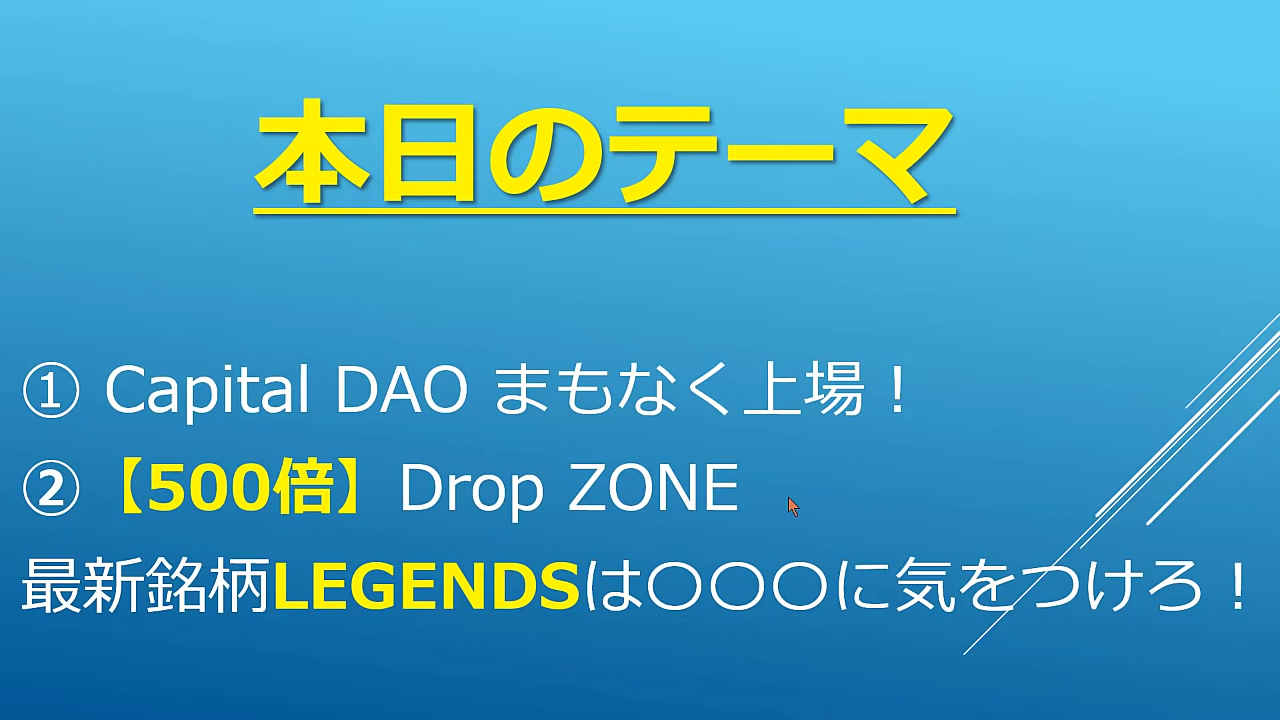 本日のテーマ
① Capital DAO まもなく上場！
②【500倍】Drop ZONE
最新銘柄LEGENDSは〇〇〇に気をつけろ！